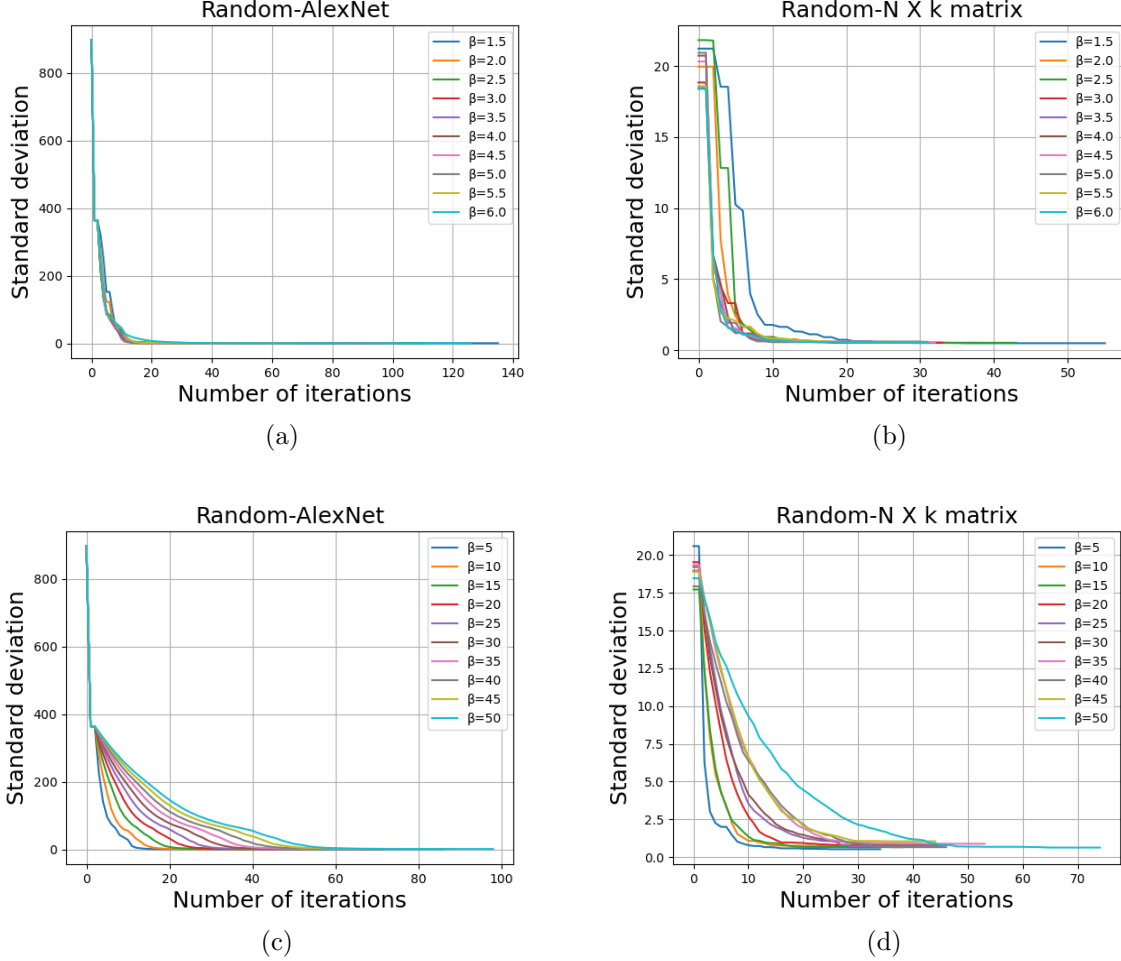 Random-AlexNet
Standard deviation
800
600
400
200
0
β=1.5
β=2.0
β=2.5
β=3.0
β=3.5
β=4.0
β=4.5
β=5.0
β=5.5
β=6.0
0 20 40 60 80 100 120 140
Number of iterations
(a)
Random-N X k matrix
Standard deviation
20
15
10
5
0
β=1.5
β=2.0
β=2.5
β=3.0
β=3.5
β=4.0
β=4.5
β=5.0
β=5.5
β=6.0
0 10 20 30 40 50
Number of iterations
(b)
Random-AlexNet
Standard deviation
800
600
400
200
0
β=5
β=10
β=15
β=20
β=25
β=30
β=35
β=40
β=45
β=50
0 20 40 60 80 100
Number of iterations
(c)
Random-N X k matrix
Standard deviation
20.0
17.5
15.0
12.5
10.0
7.5
5.0
2.5
0.0
β=5
β=10
β=15
β=20
β=25
β=30
β=35
β=40
β=45
β=50
0 10 20 30 40 50 60 70
Number of iterations
(d)